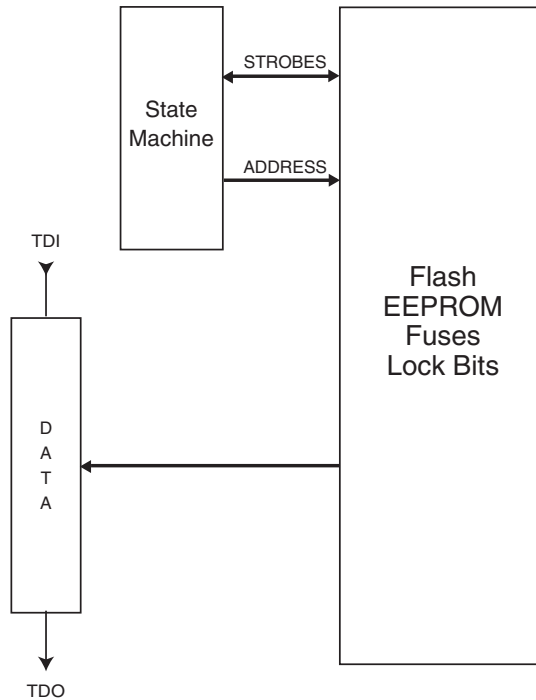 STROBES
State
Machine
ADDRESS
TDI
Flash
EEPROM
Fuses
Lock Bits
D
A
T
A
TDO